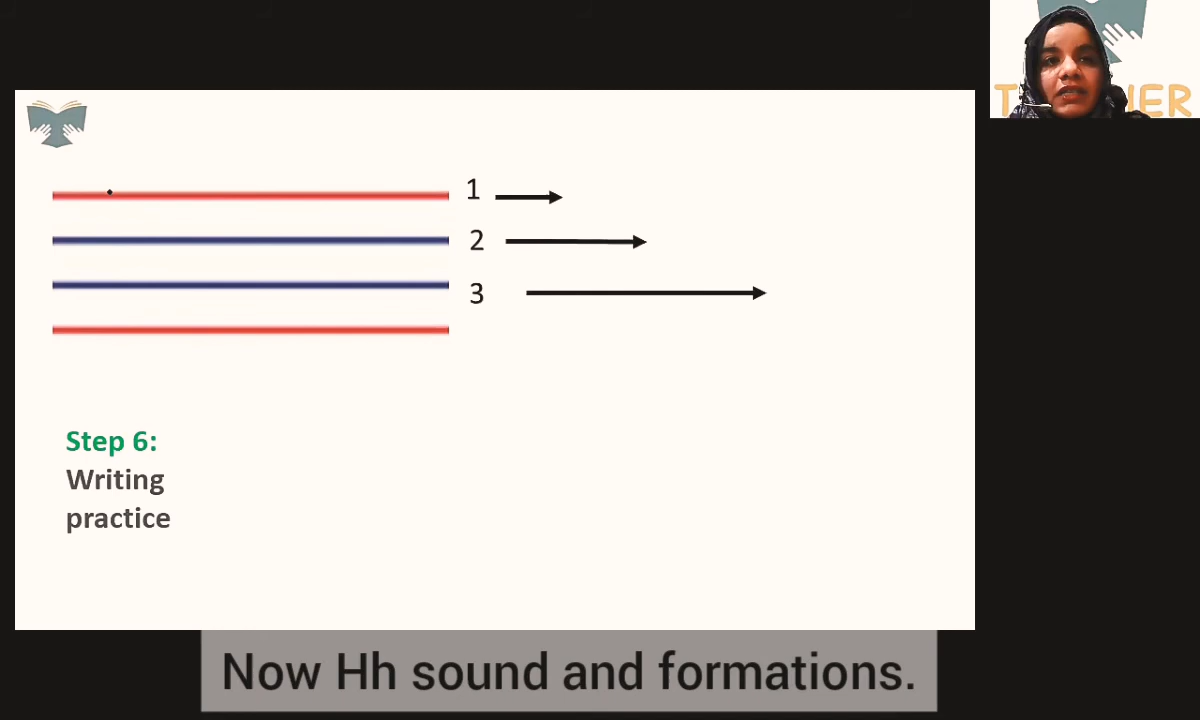 1
2
3
Step 6:
Writing
practice
Now Hh sound and formations.